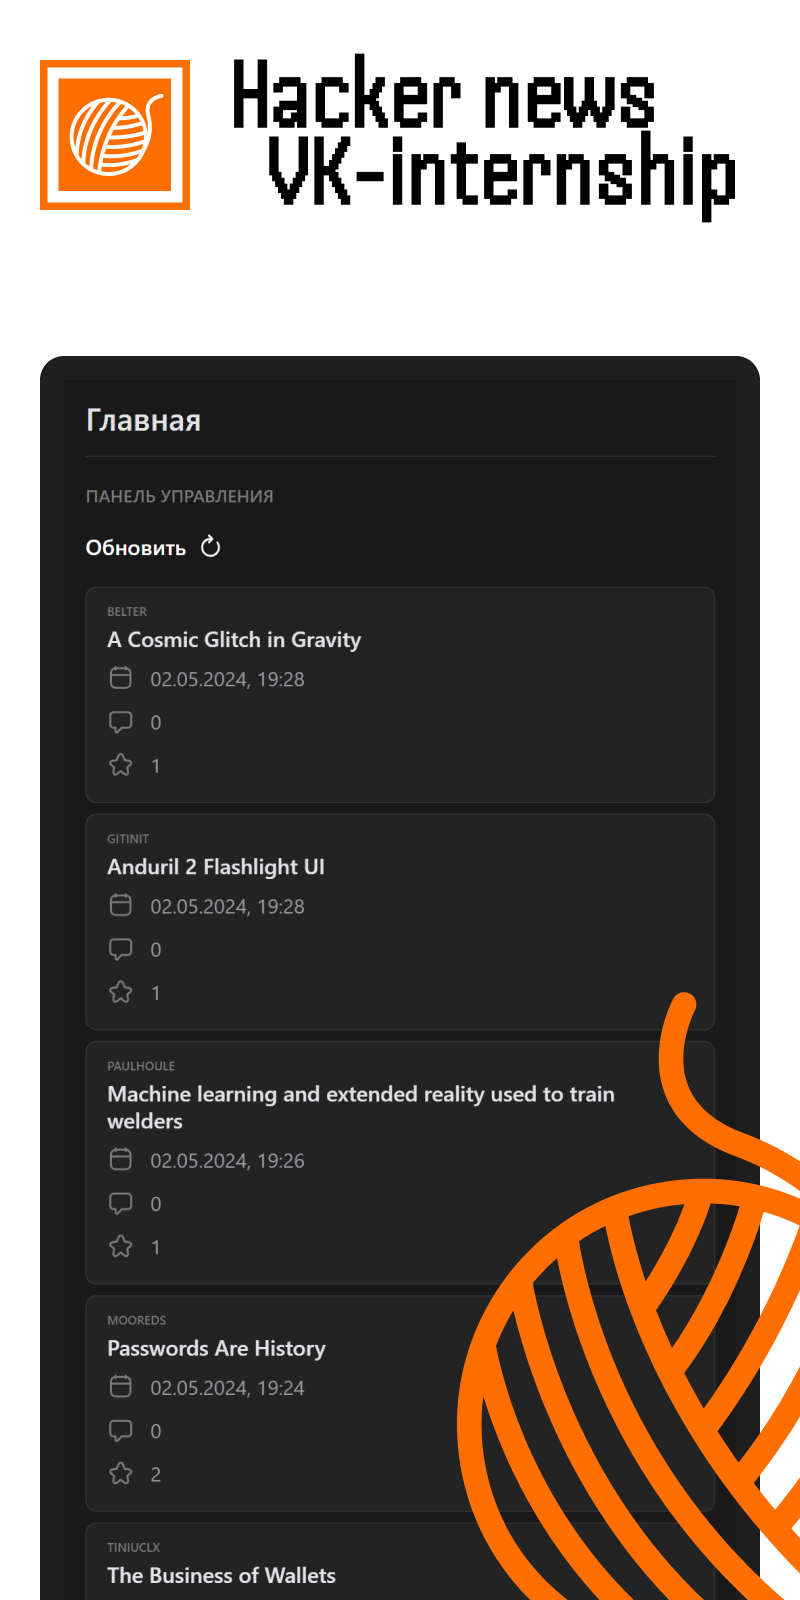 Hacker news
VK-internship
Главная
ПАНЕЛЬ УПРАВЛЕНИЯ
Обновить
BELTER
A Cosmic Glitch in Gravity
02.05.2024, 19:28
0
1
GITINIT
Anduril 2 Flashlight UI
02.05.2024, 19:28
0
1
PAULHOULE
Machine learning and extended reality used to train
welders
02.05.2024, 19:26
0
1
MOOREDS
Passwords Are History
02.05.2024, 19:24
0
2
TINIUCLX
The Business of Wallets